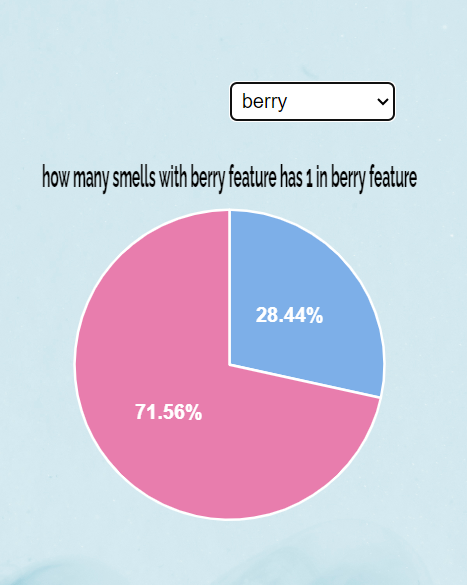 berry
how many smells with berry feature has 1 in berry feature
28.44%
71.56%